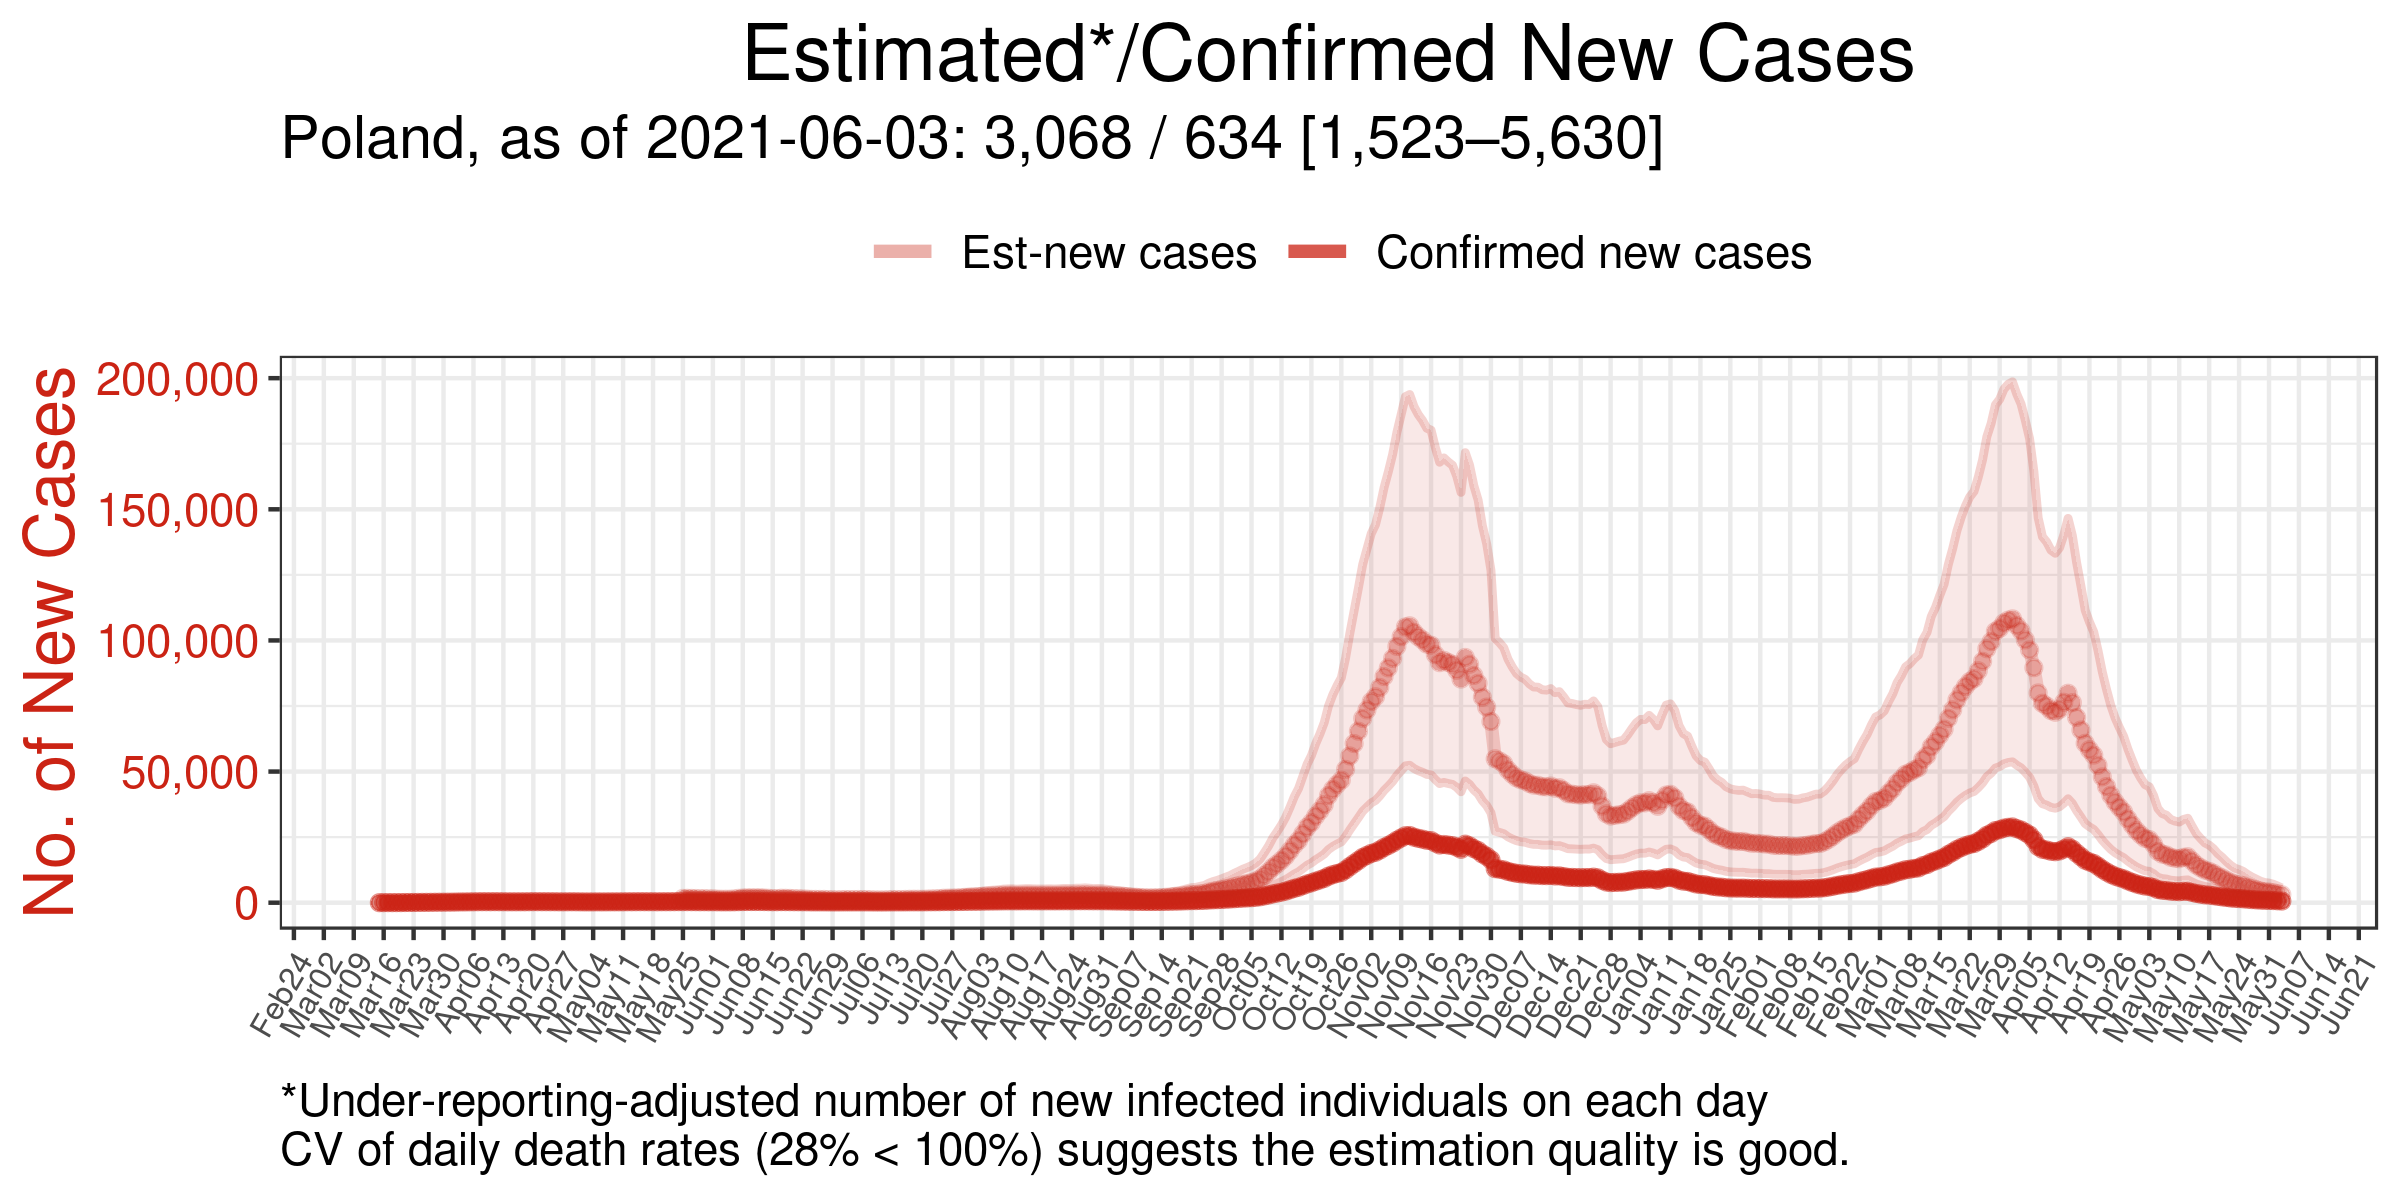 Estimated*/Confirmed New Cases
Poland, as of 2021-06-03: 3,068 / 634 [1,523–5,630]
Est-new cases
Confirmed new cases
No. of New Cases
200,000
150,000
100,000
50,000
0
Feb24
Mar02
Mar09
Mar16
Mar23
Mar30
Apr06
Apr13
Apr20
Apr27
May04
May11
May18
May25
Jun01
Jun08
Jun15
Jun22
Jun29
Jul06
Jul13
Jul20
Jul27
Aug03
Aug10
Aug17
Aug24
Aug31
Sep07
Sep14
Sep21
Sep28
Oct05
Oct12
Oct19
Oct26
Nov02
Nov09
Nov16
Nov23
Nov30
Dec07
Dec14
Dec21
Dec28
Jan04
Jan11
Jan18
Jan25
Feb01
Feb08
Feb15
Feb22
Mar01
Mar08
Mar15
Mar22
Mar29
Apr05
Apr12
Apr19
Apr26
May03
May10
May17
May24
May31
Jun07
Jun14
Jun21
*Under-reporting-adjusted number of new infected individuals on each day
CV of daily death rates (28% < 100%) suggests the estimation quality is good.